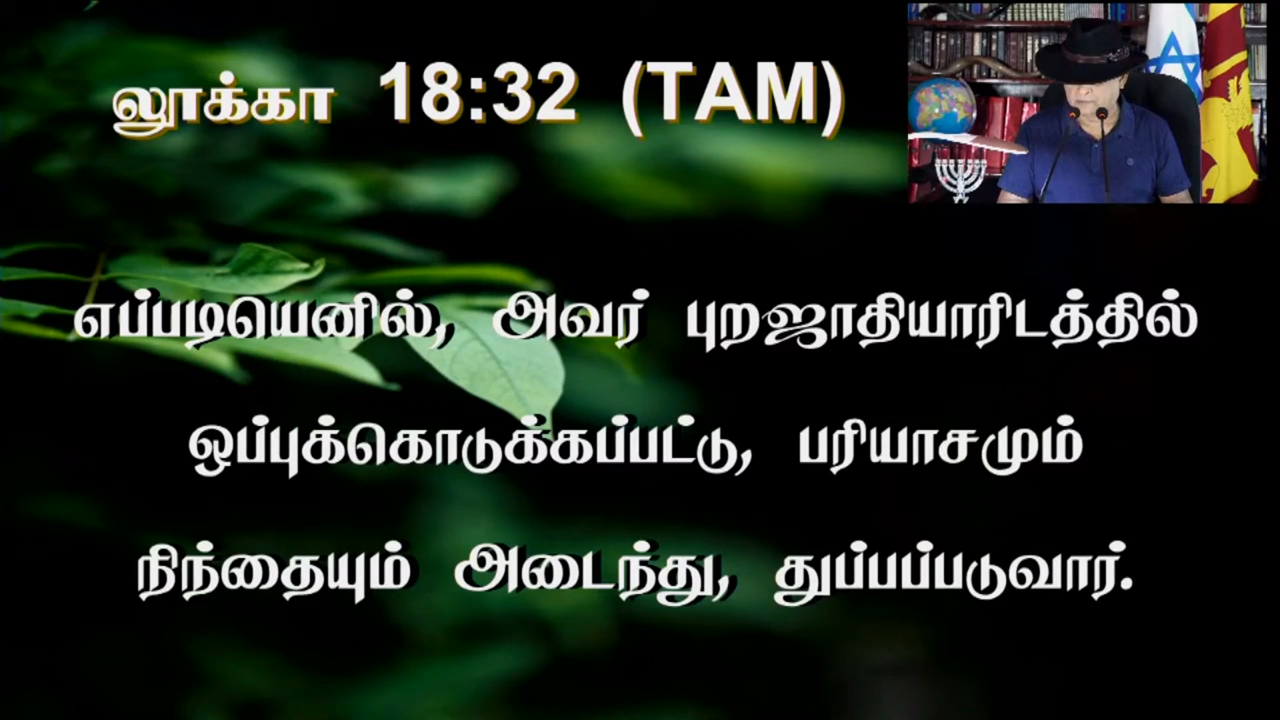 லூக்கா 18:32 (TAM)
எப்படியெனில், அவர் புறஜாதியாரிடத்தில்
ஒப்புக்கொடுக்கப்பட்டு, பரியாசமும்
நிந்தையும் அடைந்து, துப்பப்படுவார்.